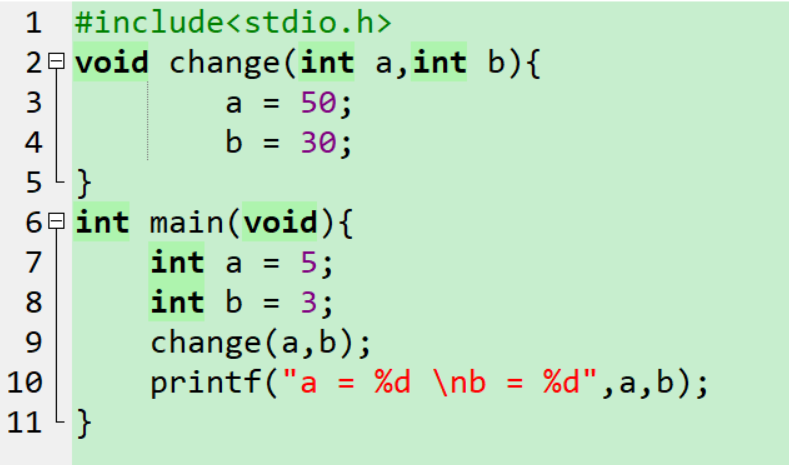 1 #include<stdio.h>
2 void change(int a,int b){
3 a = 50;
4 b = 30;
5 }
6 int main(void){
7 int a = 5;
8 int b = 3;
9 change(a,b);
10 printf("a = %d \nb = %d",a,b);
11 }